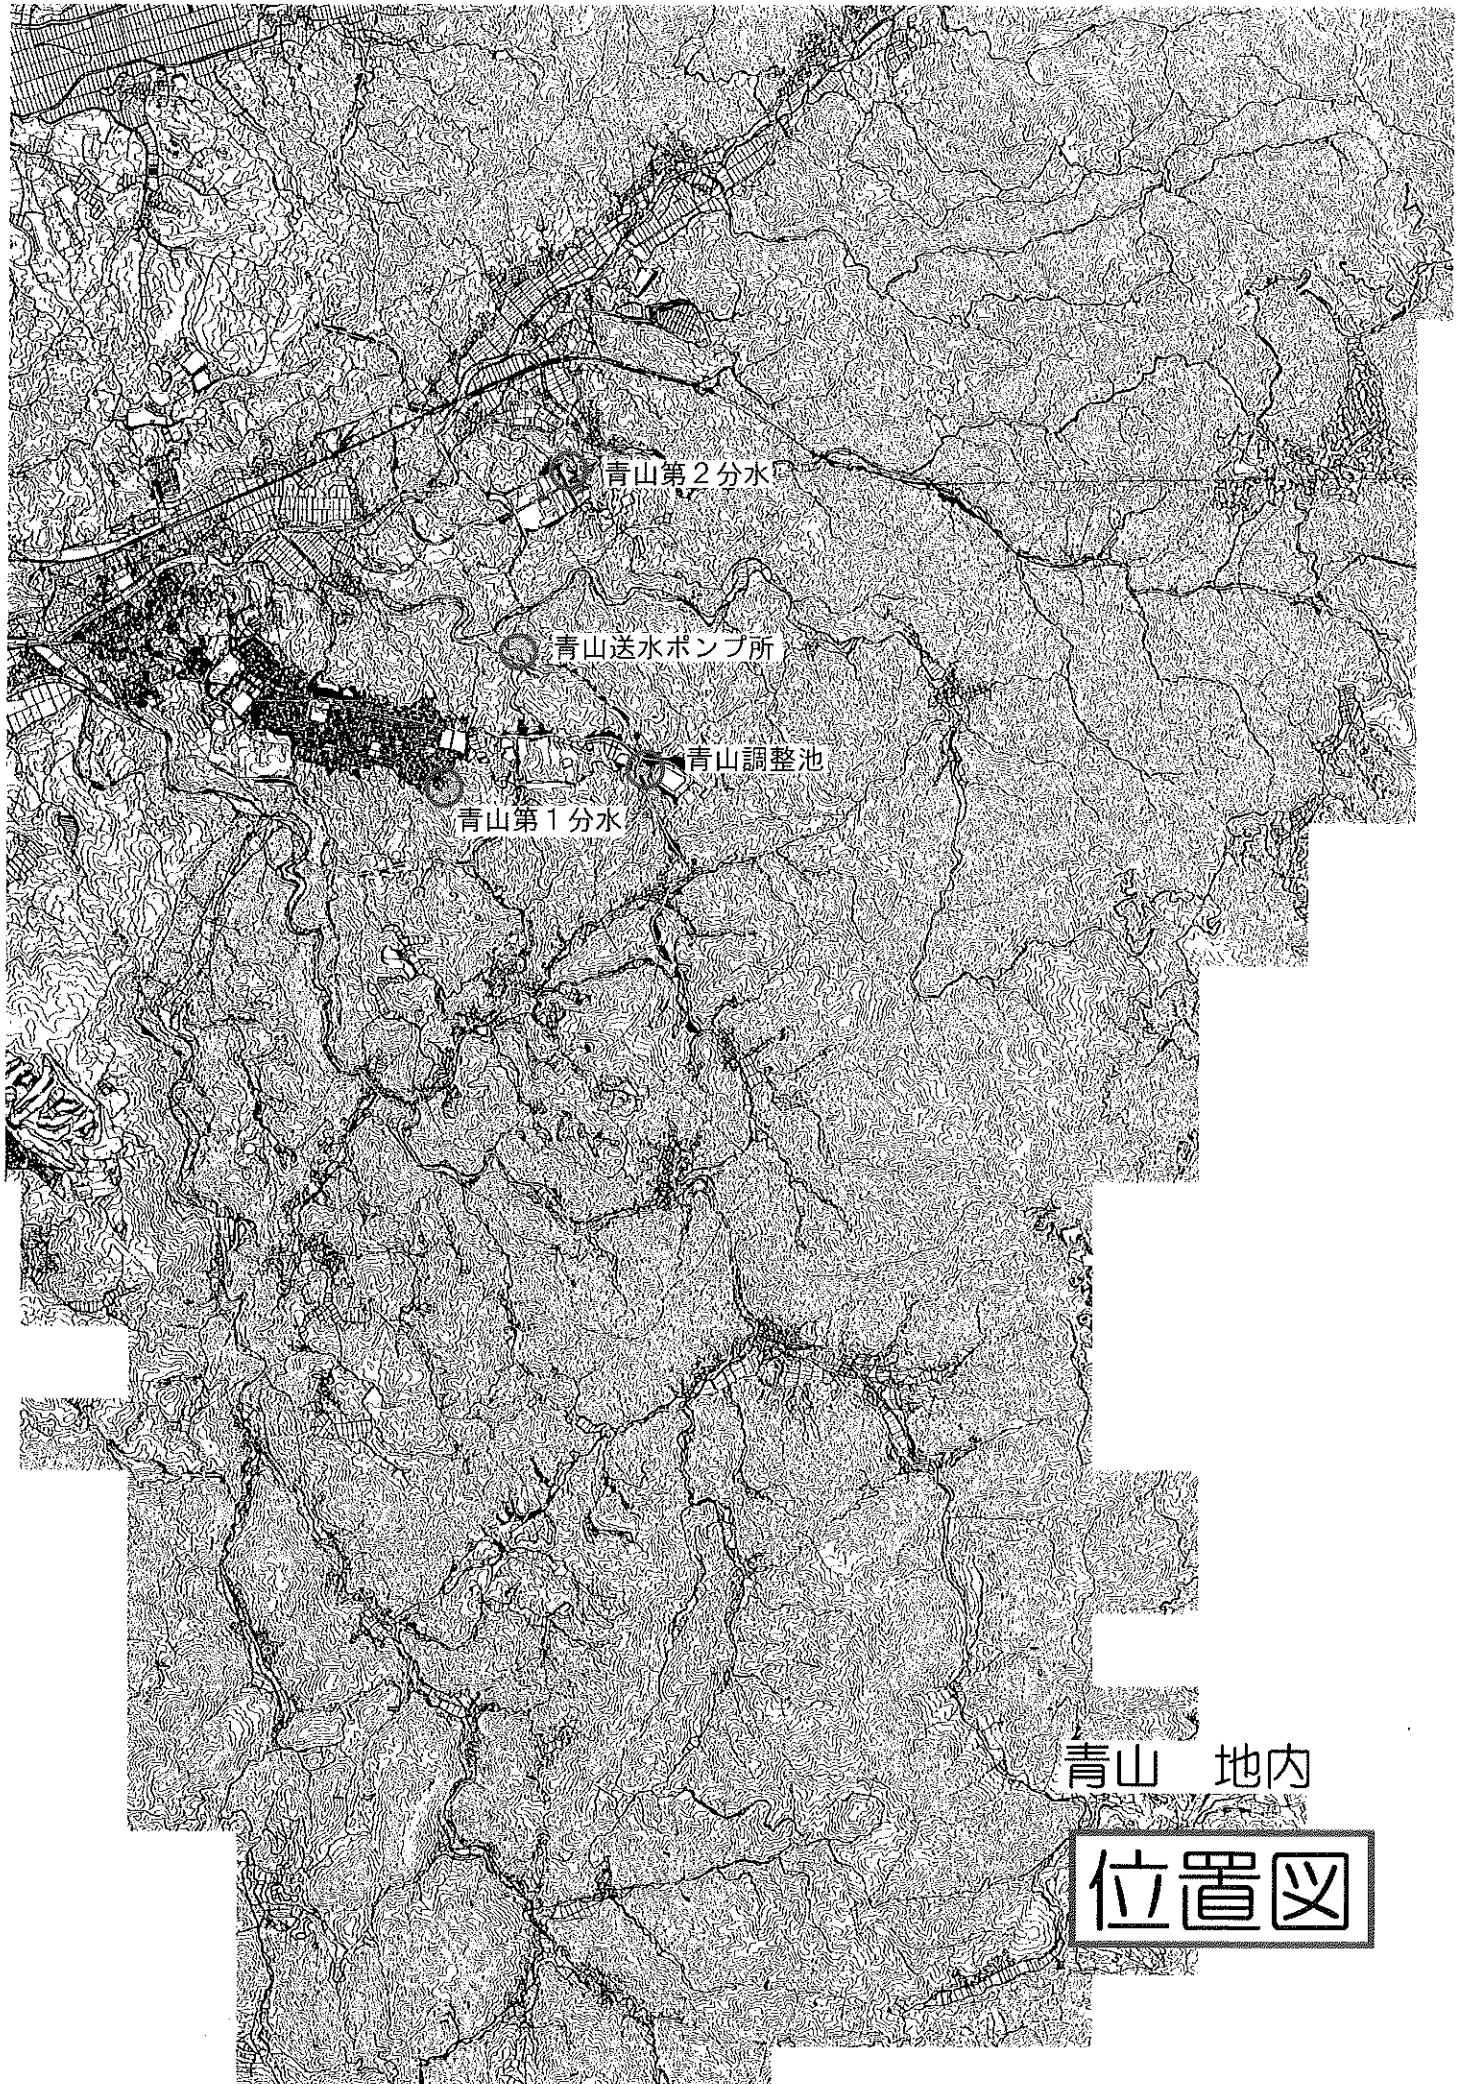 青山第２分水
青山送水ポンプ所
青山調整池
青山第１分水
青山　地内
位置図